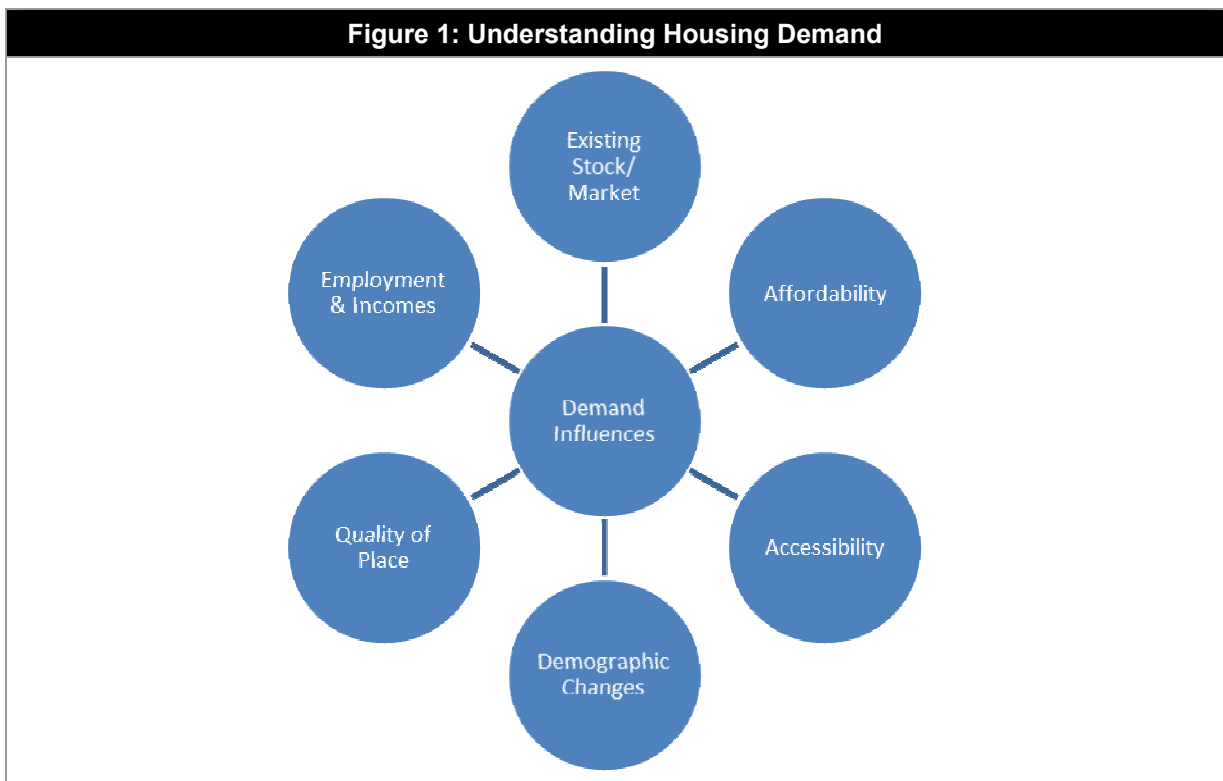 Figure 1: Understanding Housing Demand
Existing
Stock/
Market
Employment
& Incomes
Affordability
Demand
Influences
Quality of
Place
Accessibility
Demographic
Changes